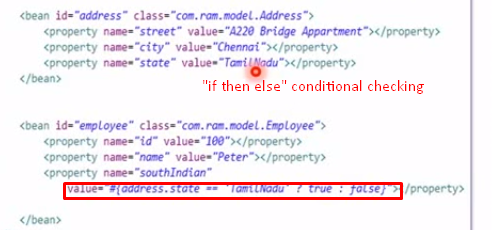 <bean id="address" class="com.ram.model.Address">
<property name="street" value="A220 Bridge Appartment"></property>
<property name="city" value="Chennai"></property>
<property name="state" value="TamilNadu"></property>
</bean>
"if then else" conditional checking
<bean id="employee" class="com.ram.model.Employee">
<property name="id" value="100"></property>
<property name="name" value="Peter"></property>
<property name="southIndian"
value="#{address.state == 'TamilNadu' ? true : false}"></property>
</bean>